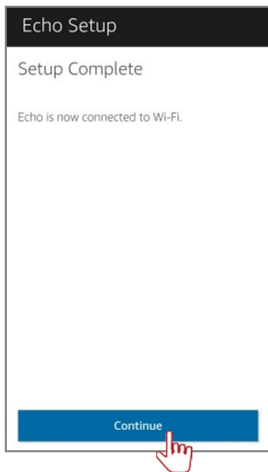 Echo Setup
Setup Complete
Echo is now connected to Wi-Fi.
Continue